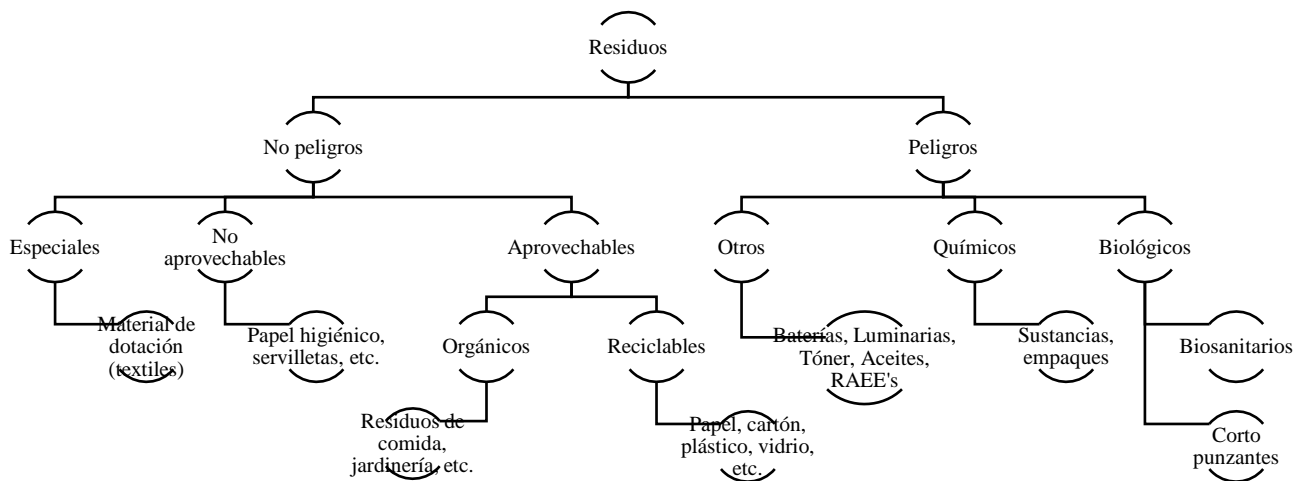 Residuos
No peligros
Peligros
Especiales
No
aprovechables
Aprovechables
Otros
Químicos
Biológicos
Material de
dotación
(textiles)
Papel higiénico,
servilletas, etc.
Orgánicos
Reciclables
Baterías, Luminarias,
Tóner, Aceites,
RAEE's
Sustancias,
empaques
Biosanitarios
Residuos de
comida,
jardinería, etc.
Papel, cartón,
plástico, vidrio,
etc.
Corto
punzantes